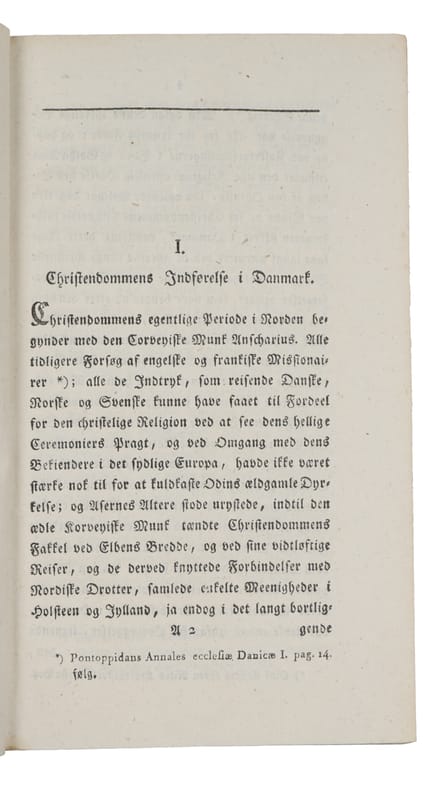 I.
Christendommens Indførelse i Danmark.
Christendommens egentlige Periode i Norden be-
gynder med den Corveyiske Munk Anscharius. Alle
tidligere Forsøg af engelske og frankiske Missionai-
rer *); alle de Indtryk, som reisende Danske,
Norske og Svenske kunne have faaet til Fordeel
for den christelige Religion ved at see dens hellige
Ceremoniers Pragt, og ved Omgang med dens
Bekiendere i det sydlige Europa, havde ikke været
stærke nok til for at kuldkaste Odins ældgamle Dyr-
kelse; og Asernes Altere stode urystede, indtil den
ædle Korveyiske Munk tændte Christendommens
Fakkel ved Elbens Bredde, og ved sine vidtløftige
Reiser, og de derved knyttede Forbindelser med
Nordiske Drotter, samlede enkelte Meenigheder i
Holsteen og Jylland, ja endog i det langt bortlig-
A 2 gende
*) Pontoppidans Annales ecclesiæ Danicæ I. pag. 14.
følg.